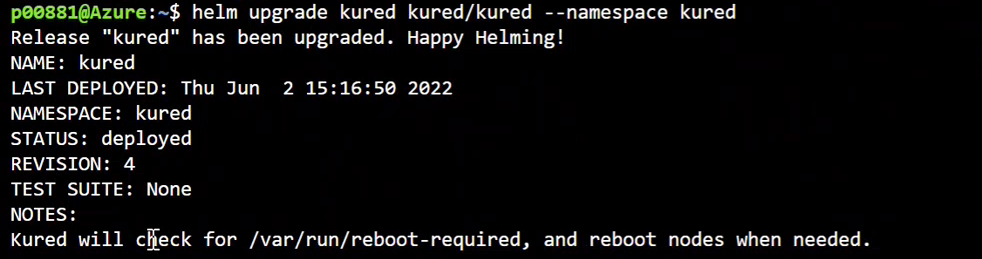 p00881@Azure:~$ helm upgrade kured kured/kured --namespace kured
Release "kured" has been upgraded. Happy Helming!
NAME: kured
LAST DEPLOYED: Thu Jun  2 15:16:50 2022
NAMESPACE: kured
STATUS: deployed
REVISION: 4
TEST SUITE: None
NOTES:
Kured will check for /var/run/reboot-required, and reboot nodes when needed.